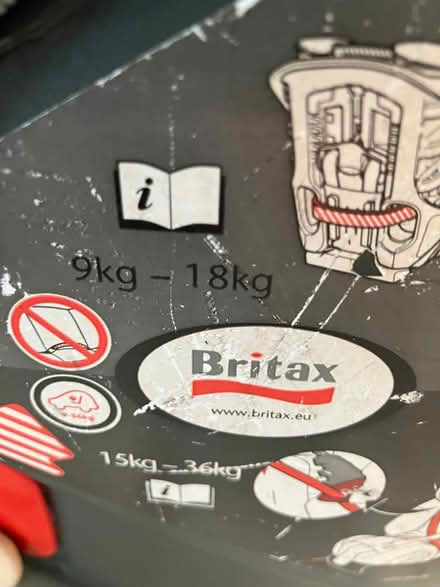 i
9kg – 18kg
Britax
www.britax.eu
15kg – 36kg